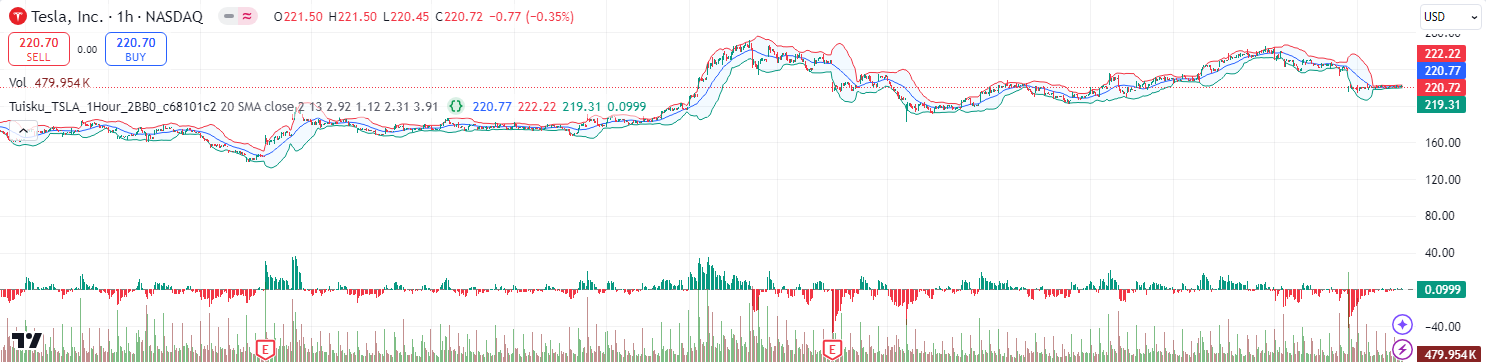 Tesla, Inc. · 1h · NASDAQ O221.50 H221.50 L220.45 C220.72 −0.77 (−0.35%)
USD
220.70 0.00 220.70
SELL BUY
Vol 479.954 K
Tuisku_TSLA_1Hour_2BB0_c68101c2 20 SMA close 2 13 2.92 1.12 2.31 3.91 {} 220.77 222.22 219.31 0.0999
222.22
220.77
220.72
219.31
160.00
120.00
80.00
40.00
0.0999
−40.00
479.954 K
E E